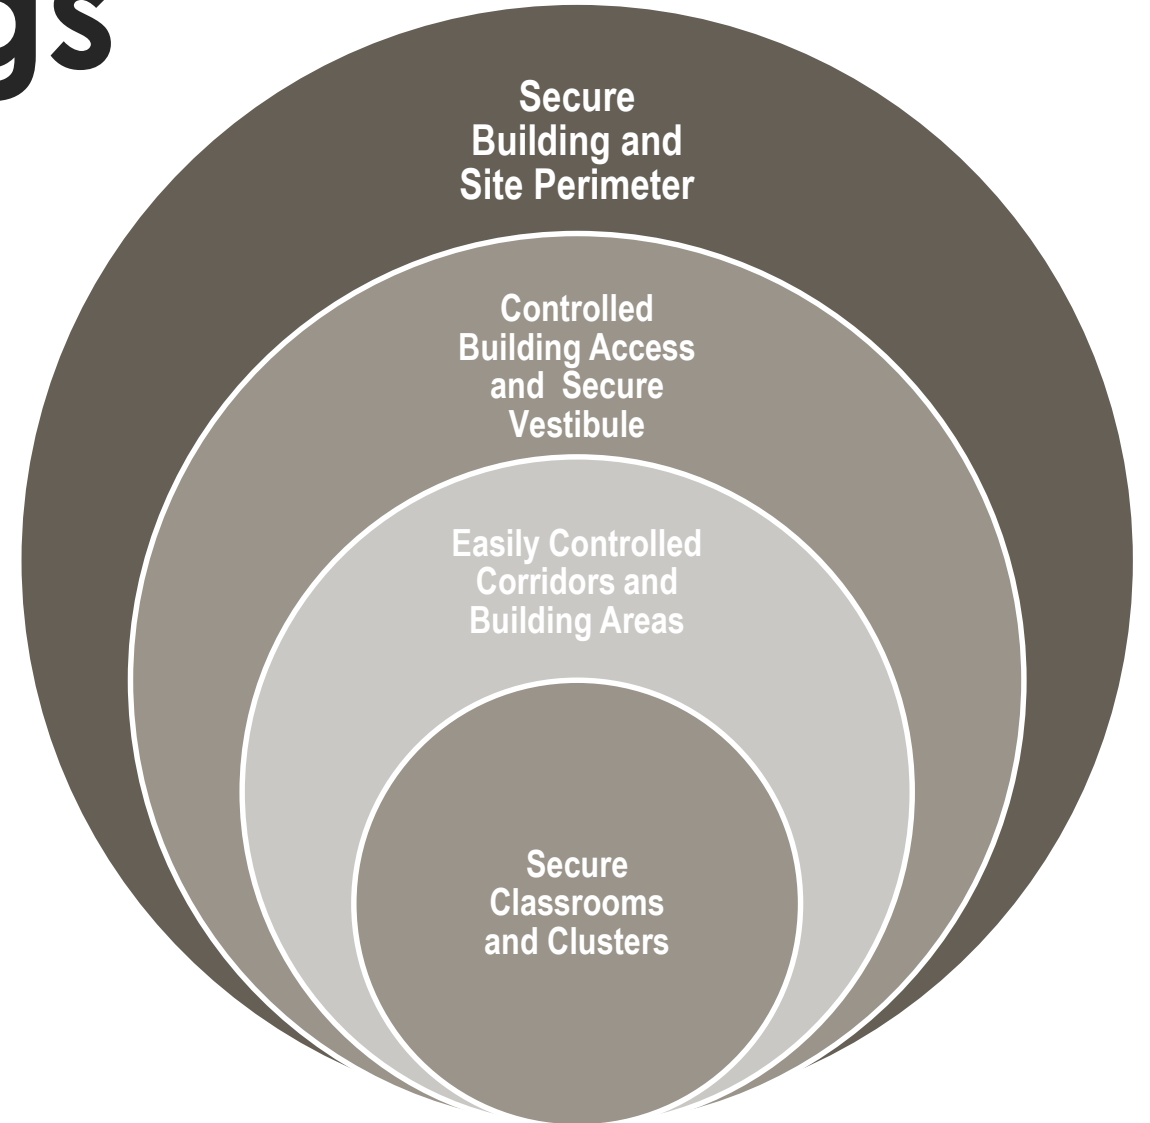 gs
Secure
Building and
Site Perimeter
Controlled
Building Access
and  Secure
Vestibule
Easily Controlled
Corridors and
Building Areas
Secure
Classrooms
and Clusters